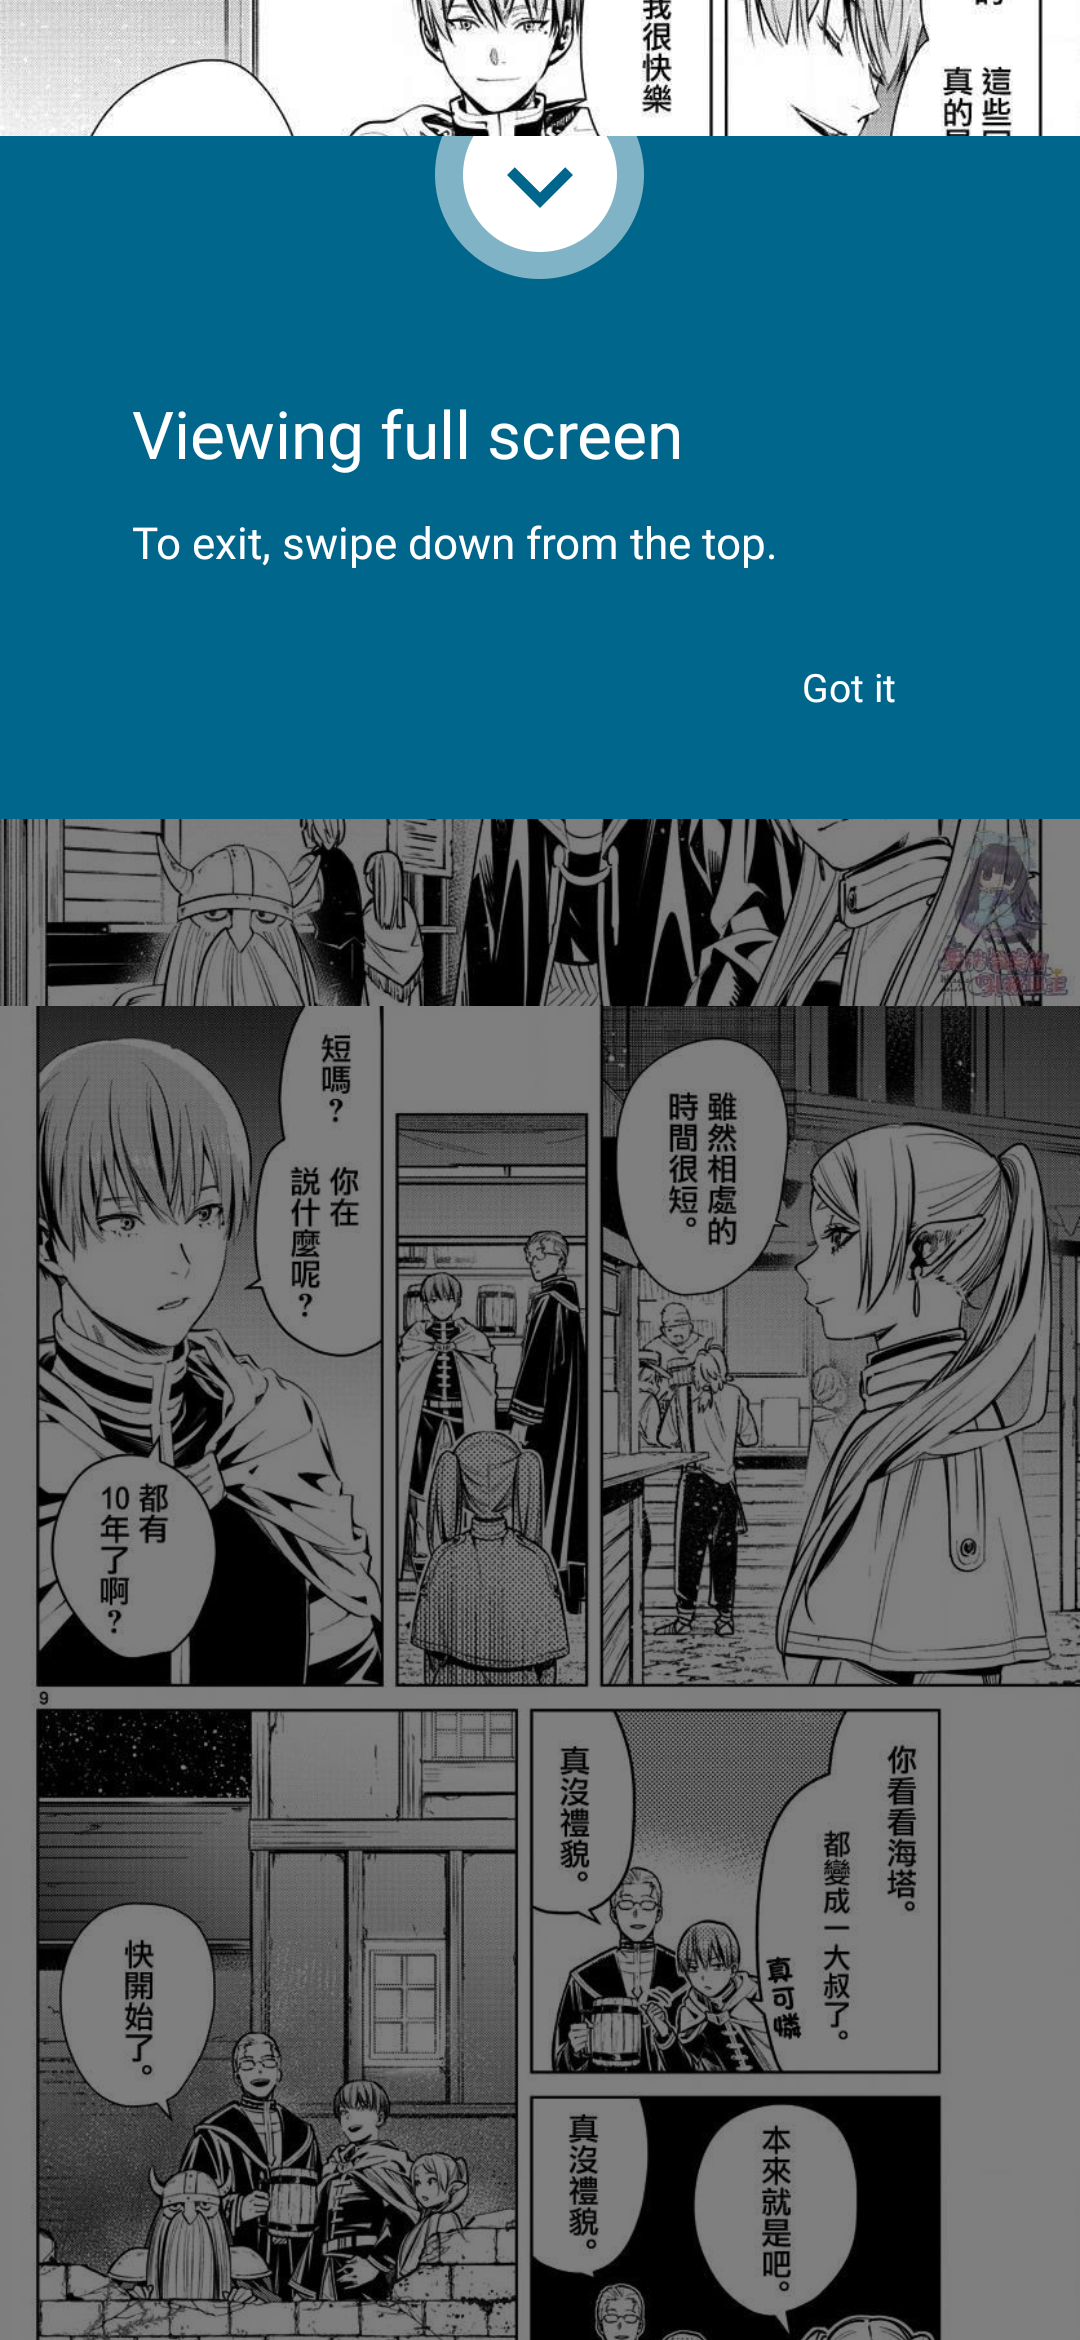 我很快樂
這些
真的
Viewing full screen
To exit, swipe down from the top.
Got it
雖然相處的
時間很短。
短嗎？
你在
說什麼呢？
都有
10年了啊？
9
你看看海塔。
都變成一大叔了。
真可憐
真沒禮貌。
本來就是吧。
真沒禮貌。
快開始了。